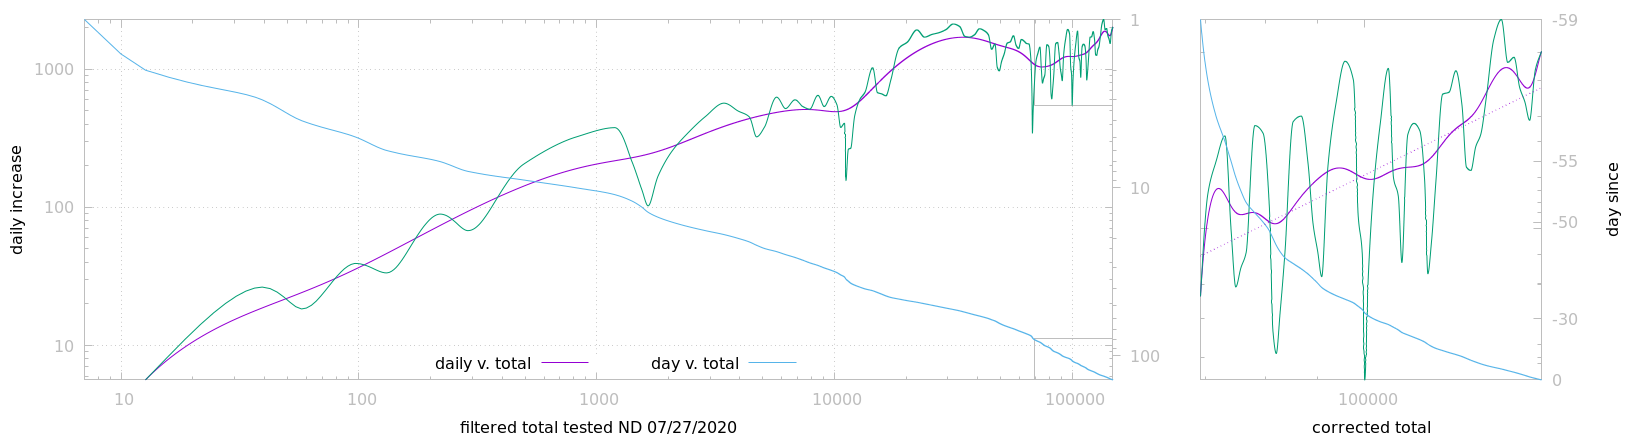 1000
100
10
daily increase
10
100
1000
10000
100000
1
10
100
daily v. total
day v. total
filtered total tested ND 07/27/2020
-59
-55
-50
-30
0
day since
100000
corrected total